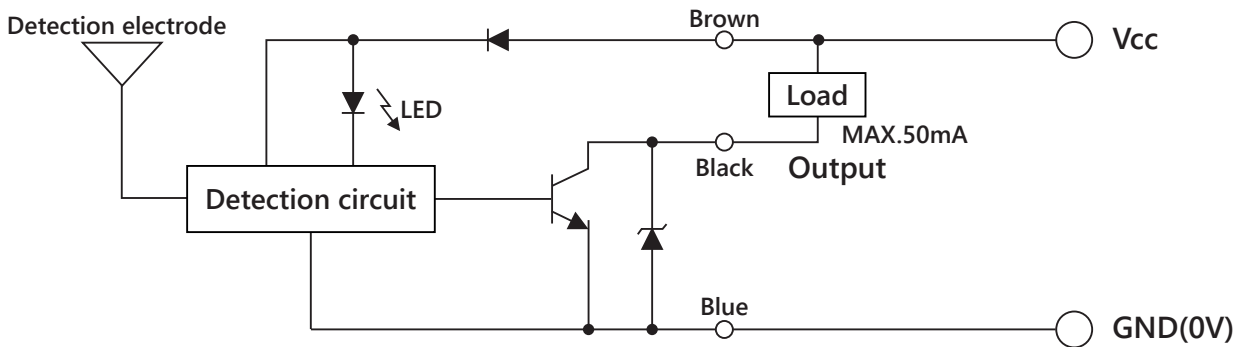 Detection electrode
Brown
Vcc
LED
Load
MAX.50mA
Black
Output
Detection circuit
Blue
GND(0V)